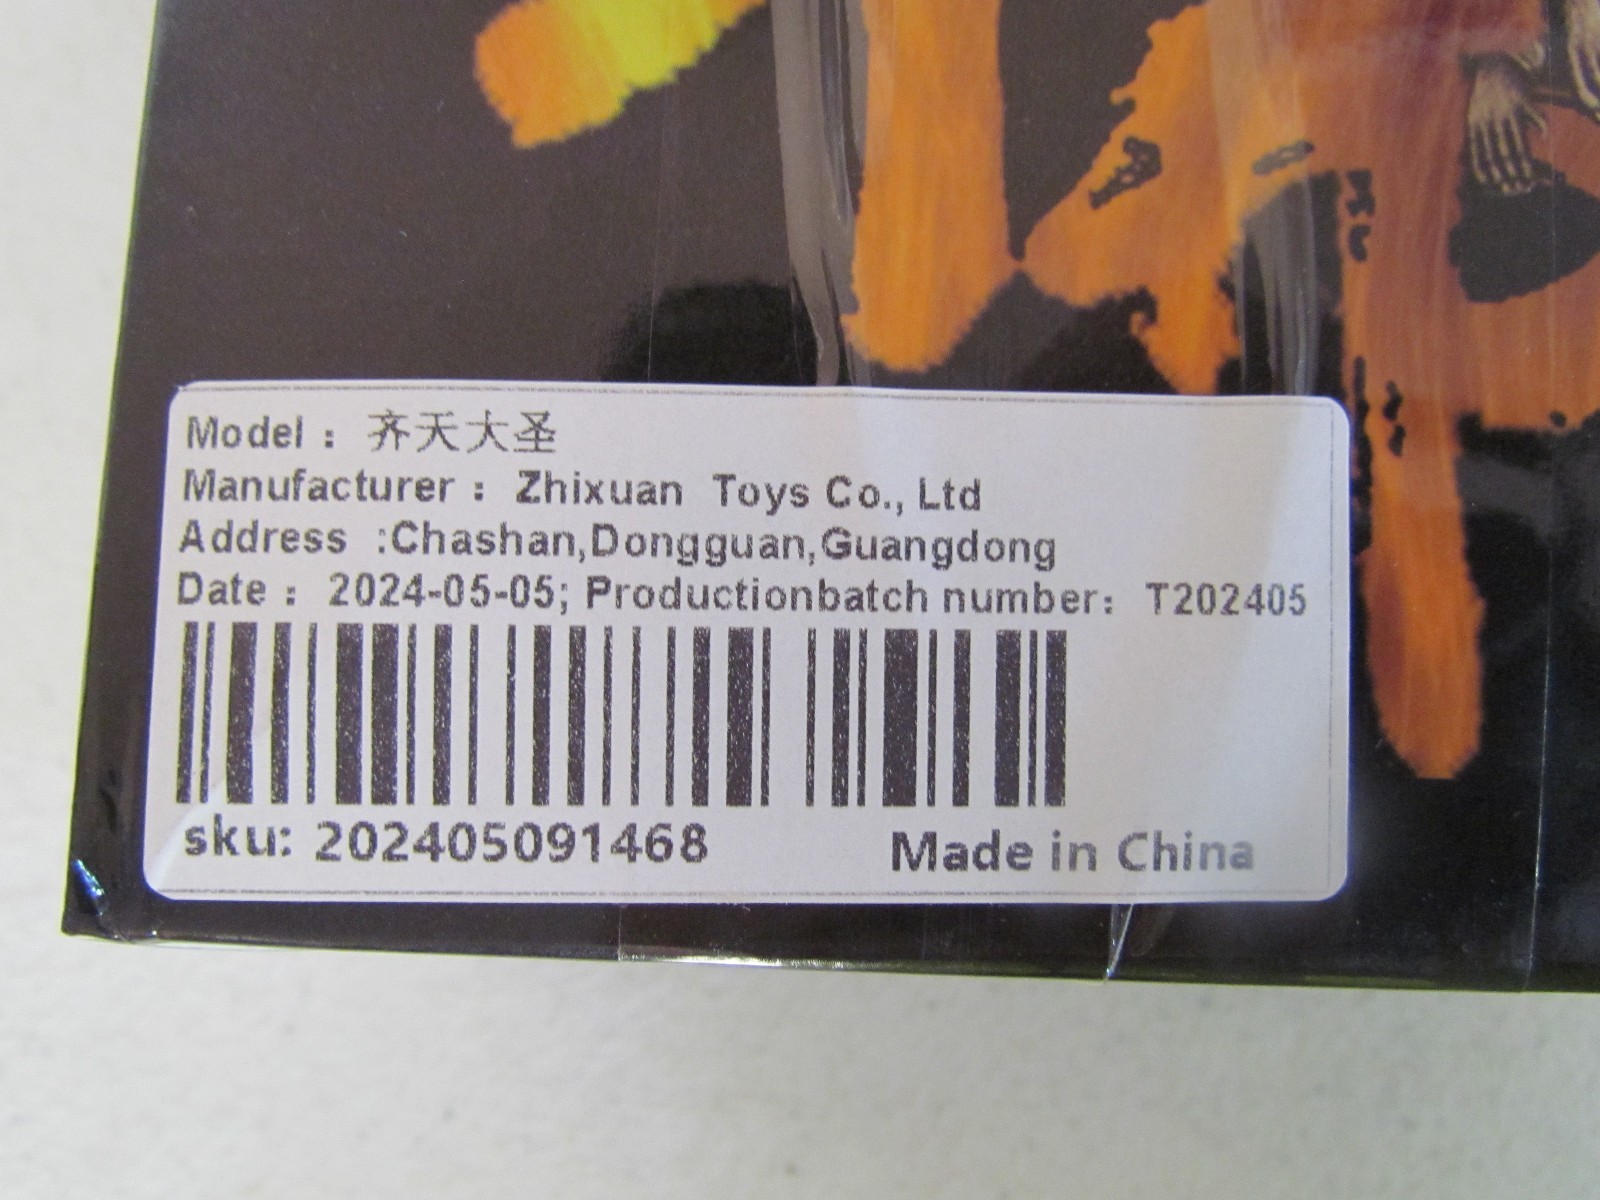 Model： 齐天大圣
Manufacturer： Zhixuan Toys Co., Ltd
Address :Chashan,Dongguan,Guangdong
Date： 2024-05-05; Productionbatch number： T202405
sku: 202405091468 Made in China